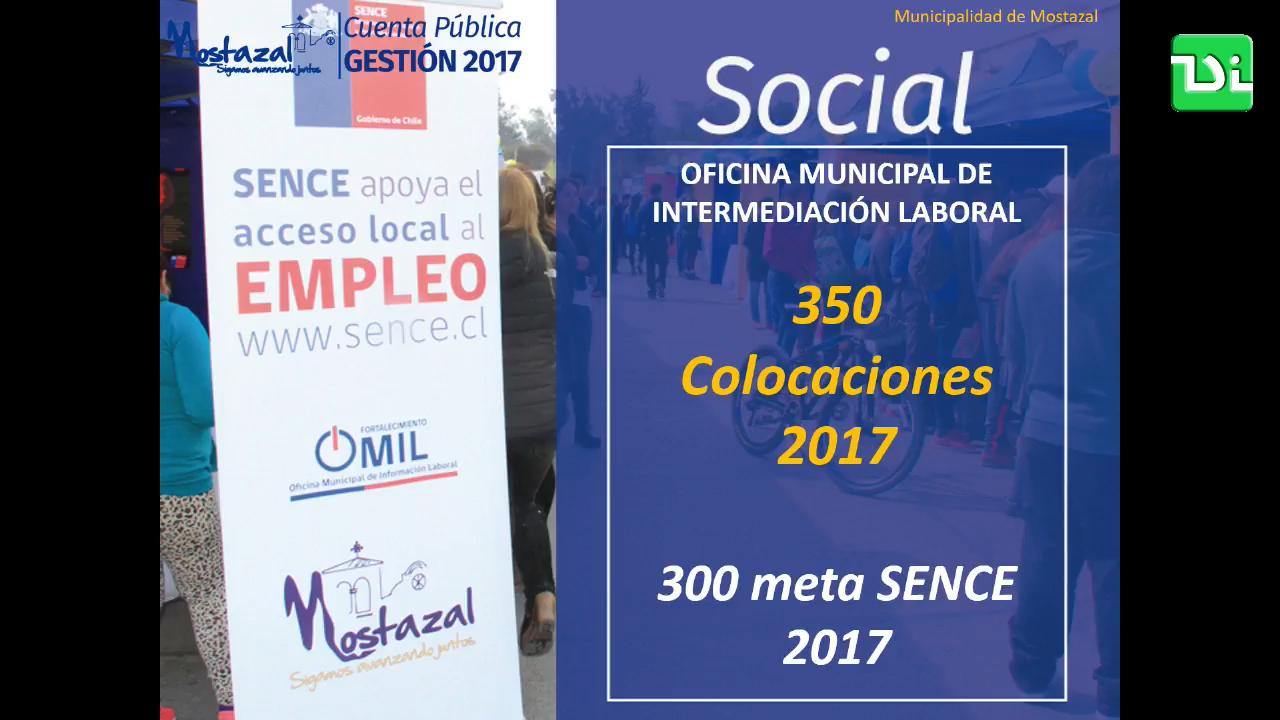 Municipalidad de Mostazal
Mostazal
Sigamos avanzando juntos
Cuenta Pública
GESTIÓN 2017
SENCE
Gobierno de Chile
SENCE apoya el
acceso local al
EMPLEO
www.sence.cl
FORTALECIMIENTO
OMIL
Oficina Municipal de Información Laboral
Mostazal
Sigamos avanzando juntos
Social
OFICINA MUNICIPAL DE
INTERMEDIACIÓN LABORAL
350
Colocaciones
2017
300 meta SENCE
2017